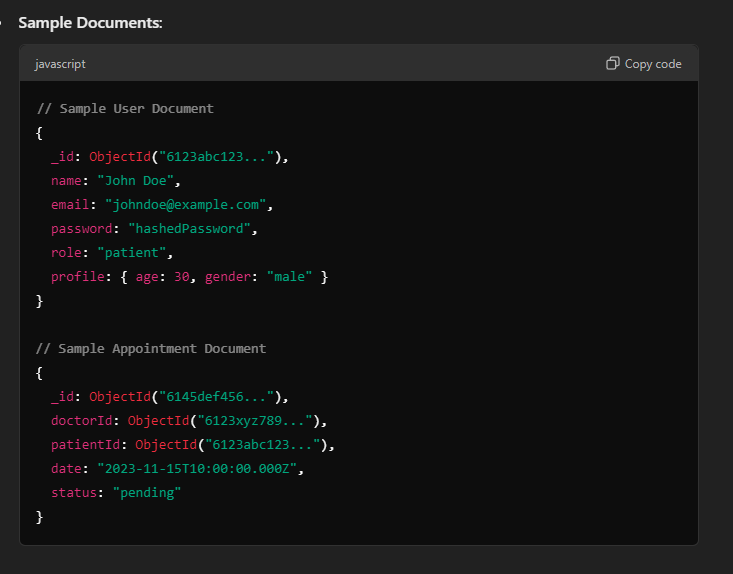 Sample Documents:
javascript
Copy code
// Sample User Document
{
  _id: ObjectId("6123abc123..."),
  name: "John Doe",
  email: "johndoe@example.com",
  password: "hashedPassword",
  role: "patient",
  profile: { age: 30, gender: "male" }
}
// Sample Appointment Document
{
  _id: ObjectId("6145def456..."),
  doctorId: ObjectId("6123xyz789..."),
  patientId: ObjectId("6123abc123..."),
  date: "2023-11-15T10:00:00.000Z",
  status: "pending"
}